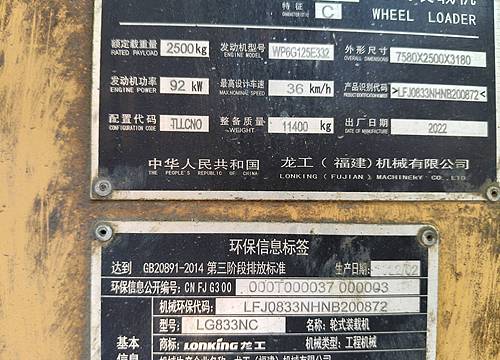 特征 C
CHARACTERISTIC
WHEEL LOADER
额定载重量 2500kg 发动机型号 WP6G125E332 外形尺寸 7580X2500X3180
RATED PAYLOAD ENGINE MODEL OVERALL DIMENSIONS
发动机功率 92 kW 最高设计车速 36 km/h 产品识别代码 >LFJ0833NHNB200872<
ENGINE POWER MAX.NOMINAL SPEED PRODUCT IDENTIFICATION NUMBER
配置代码 TLLCNO 整备质量 11400 kg 出厂日期 2022
CONFIGURATION CODE WEIGHT DATE OF MANUFACTURE
中华人民共和国 龙工（福建）机械有限公司
THE PEOPLE'S REPUBLIC OF CHINA LONKING (FUJIAN) MACHINERY CO., LTD
环保信息标签
达到 GB20891-2014 第三阶段排放标准 生产日期
环保信息公开编号: CN FJ G3 00 000T000037 000003
机械环保代码: LFJ0833NHNB200872
型号: LG833NC 名称: 轮式装载机
基本 商标: LONKING 龙工 机械类型: 工程机械
信息